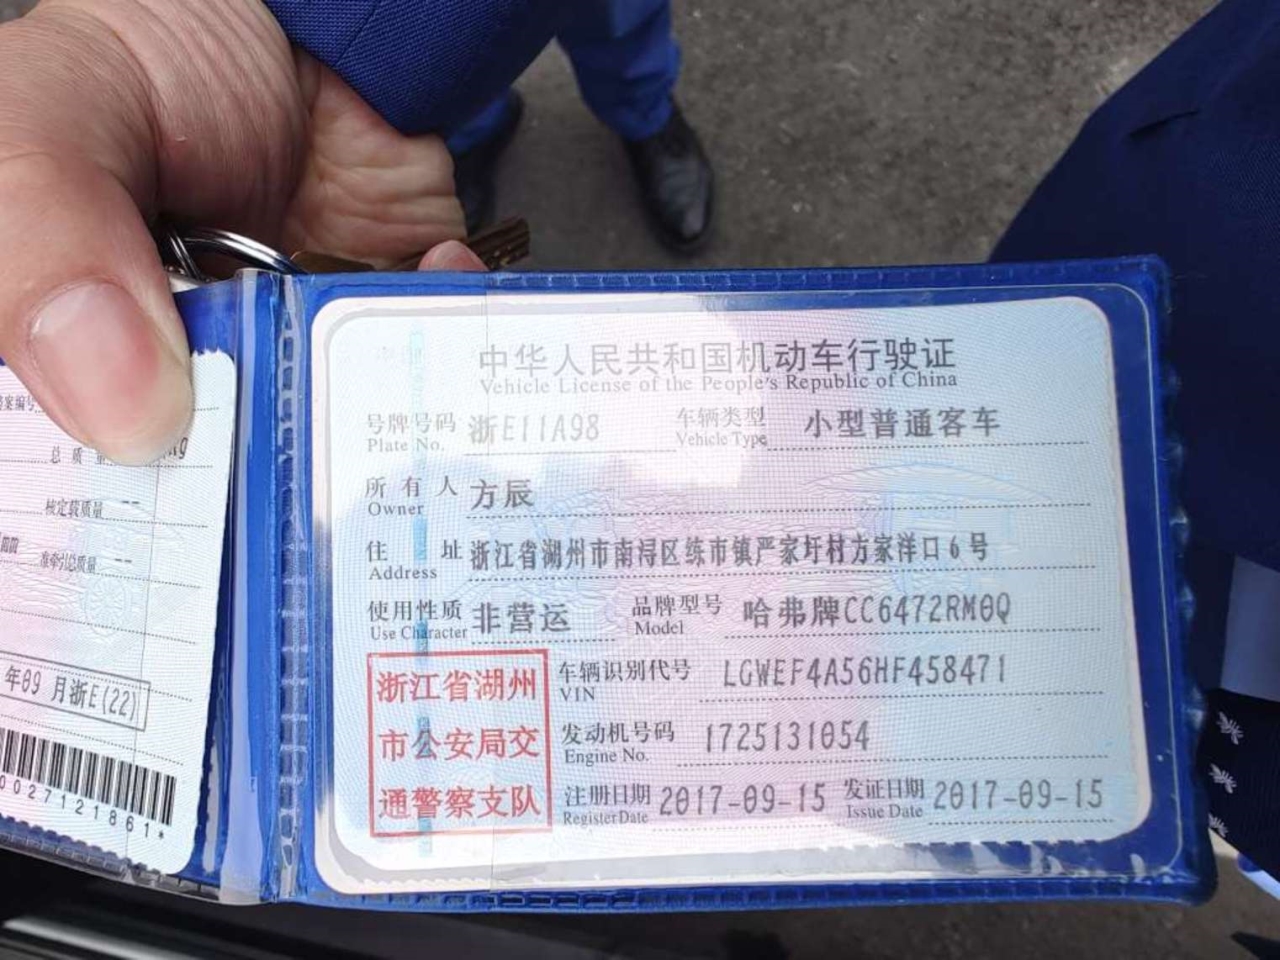 中华人民共和国机动车行驶证
Vehicle License of the People's Republic of China
号牌号码 浙E11A98 车辆类型 小型普通客车
Plate No. Vehicle Type
所有人 方辰
Owner
住址 浙江省湖州市南浔区练市镇严家圩村方家洋口6号
Address
使用性质 非营运 品牌型号 哈弗牌CC6472RM0Q
Use Character Model
浙江省湖州
市公安局交
通警察支队
车辆识别代号 LGWEF4A56HF458471
VIN
发动机号码 1725131054
Engine No.
注册日期 2017-09-15 发证日期 2017-09-15
Register Date Issue Date
档案编号
总质量 kg
核定载质量 --
准牵引总质量 --
年09月浙E(22)
0027121861*